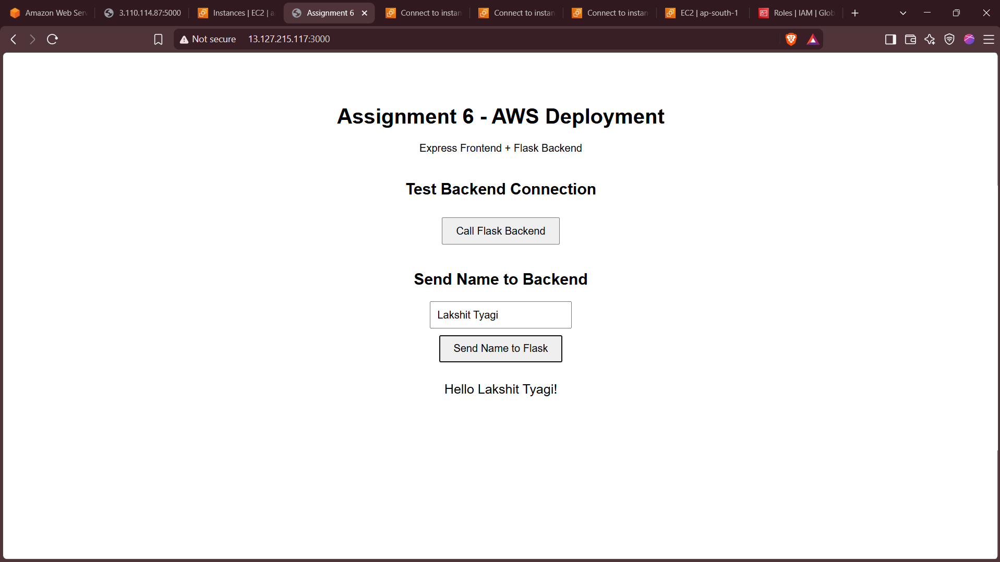 Amazon Web Serv
3.110.114.87:5000
Instances | EC2 | a
Assignment 6
Connect to instan
Connect to instan
Connect to instan
EC2 | ap-south-1
Roles | IAM | Glob
Not secure
13.127.215.117:3000
Assignment 6 - AWS Deployment
Express Frontend + Flask Backend
Test Backend Connection
Call Flask Backend
Send Name to Backend
Lakshit Tyagi
Send Name to Flask
Hello Lakshit Tyagi!